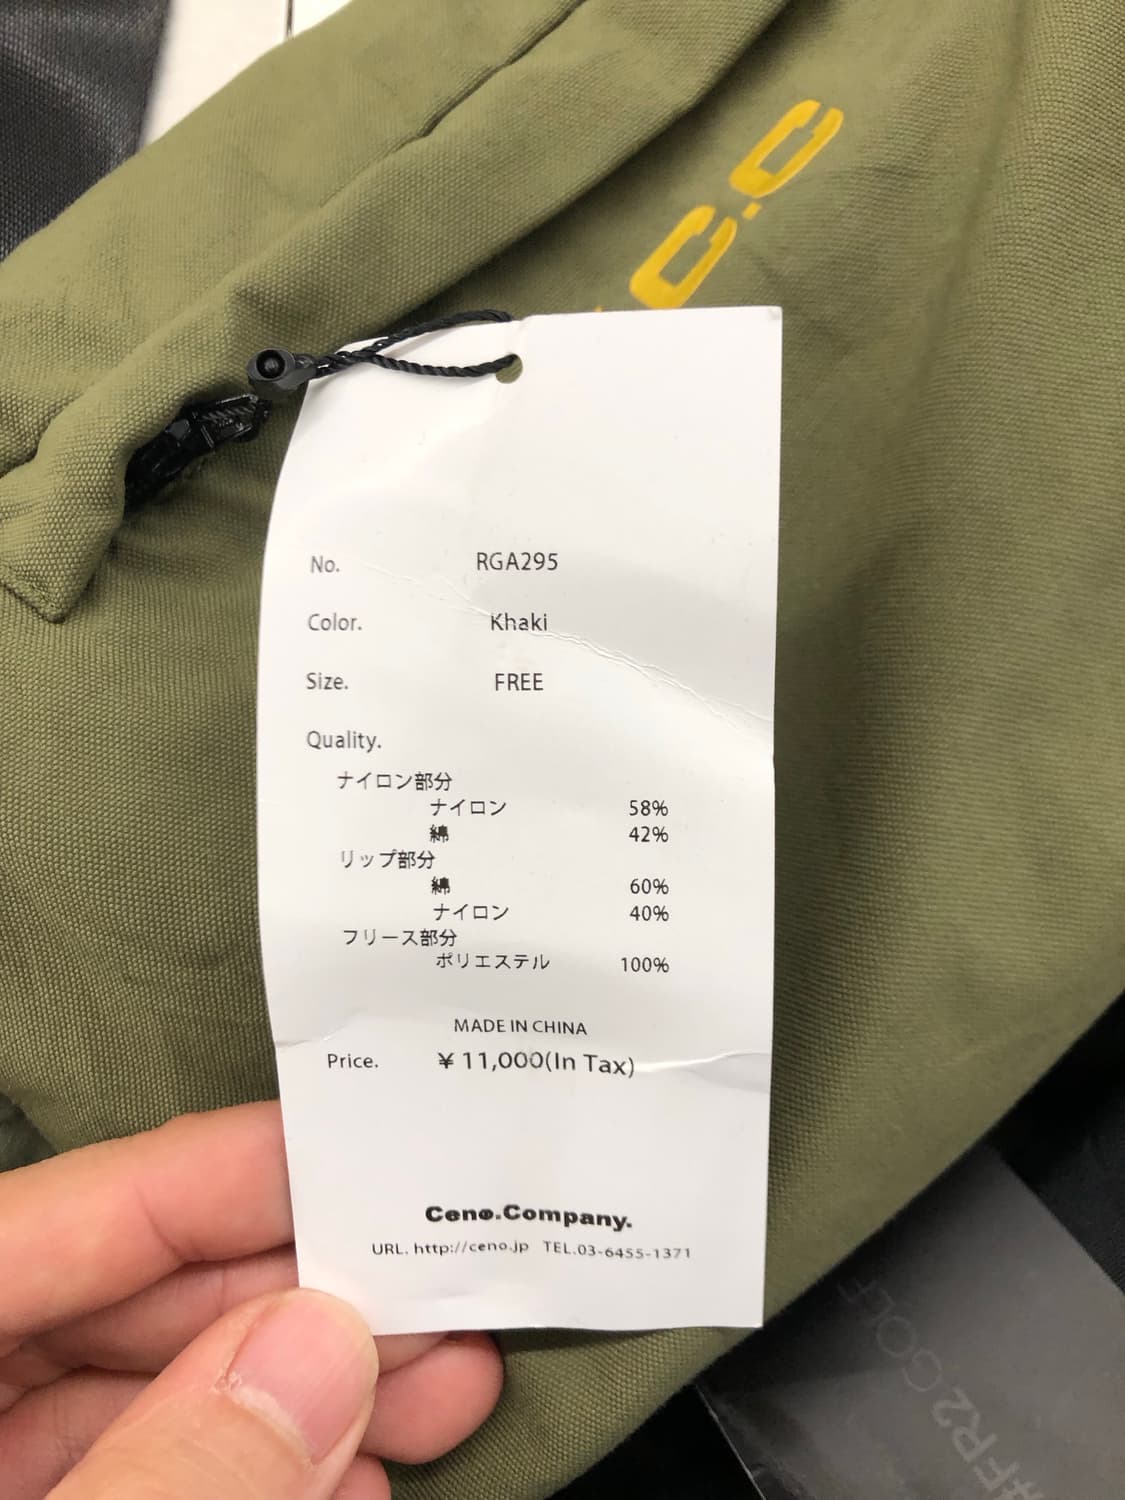 C.C
No. RGA295
Color. Khaki
Size. FREE
Quality.
ナイロン部分
ナイロン 58%
綿 42%
リップ部分
綿 60%
ナイロン 40%
フリース部分
ポリエステル 100%
MADE IN CHINA
Price. ¥ 11,000(In Tax)
Ceno.Company.
URL. http://ceno.jp TEL.03-6455-1371
#FR2GOLF